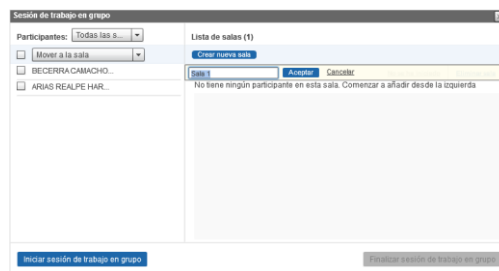 Sesión de trabajo en grupo
Participantes: Todas las s...
Lista de salas (1)
Mover a la sala
Crear nueva sala
BECERRA CAMACHO...
Sala 1 Aceptar Cancelar
ARIAS REALPE HAR...
No tiene ningún participante en esta sala. Comenzar a añadir desde la izquierda
Iniciar sesión de trabajo en grupo
Finalizar sesión de trabajo en grupo